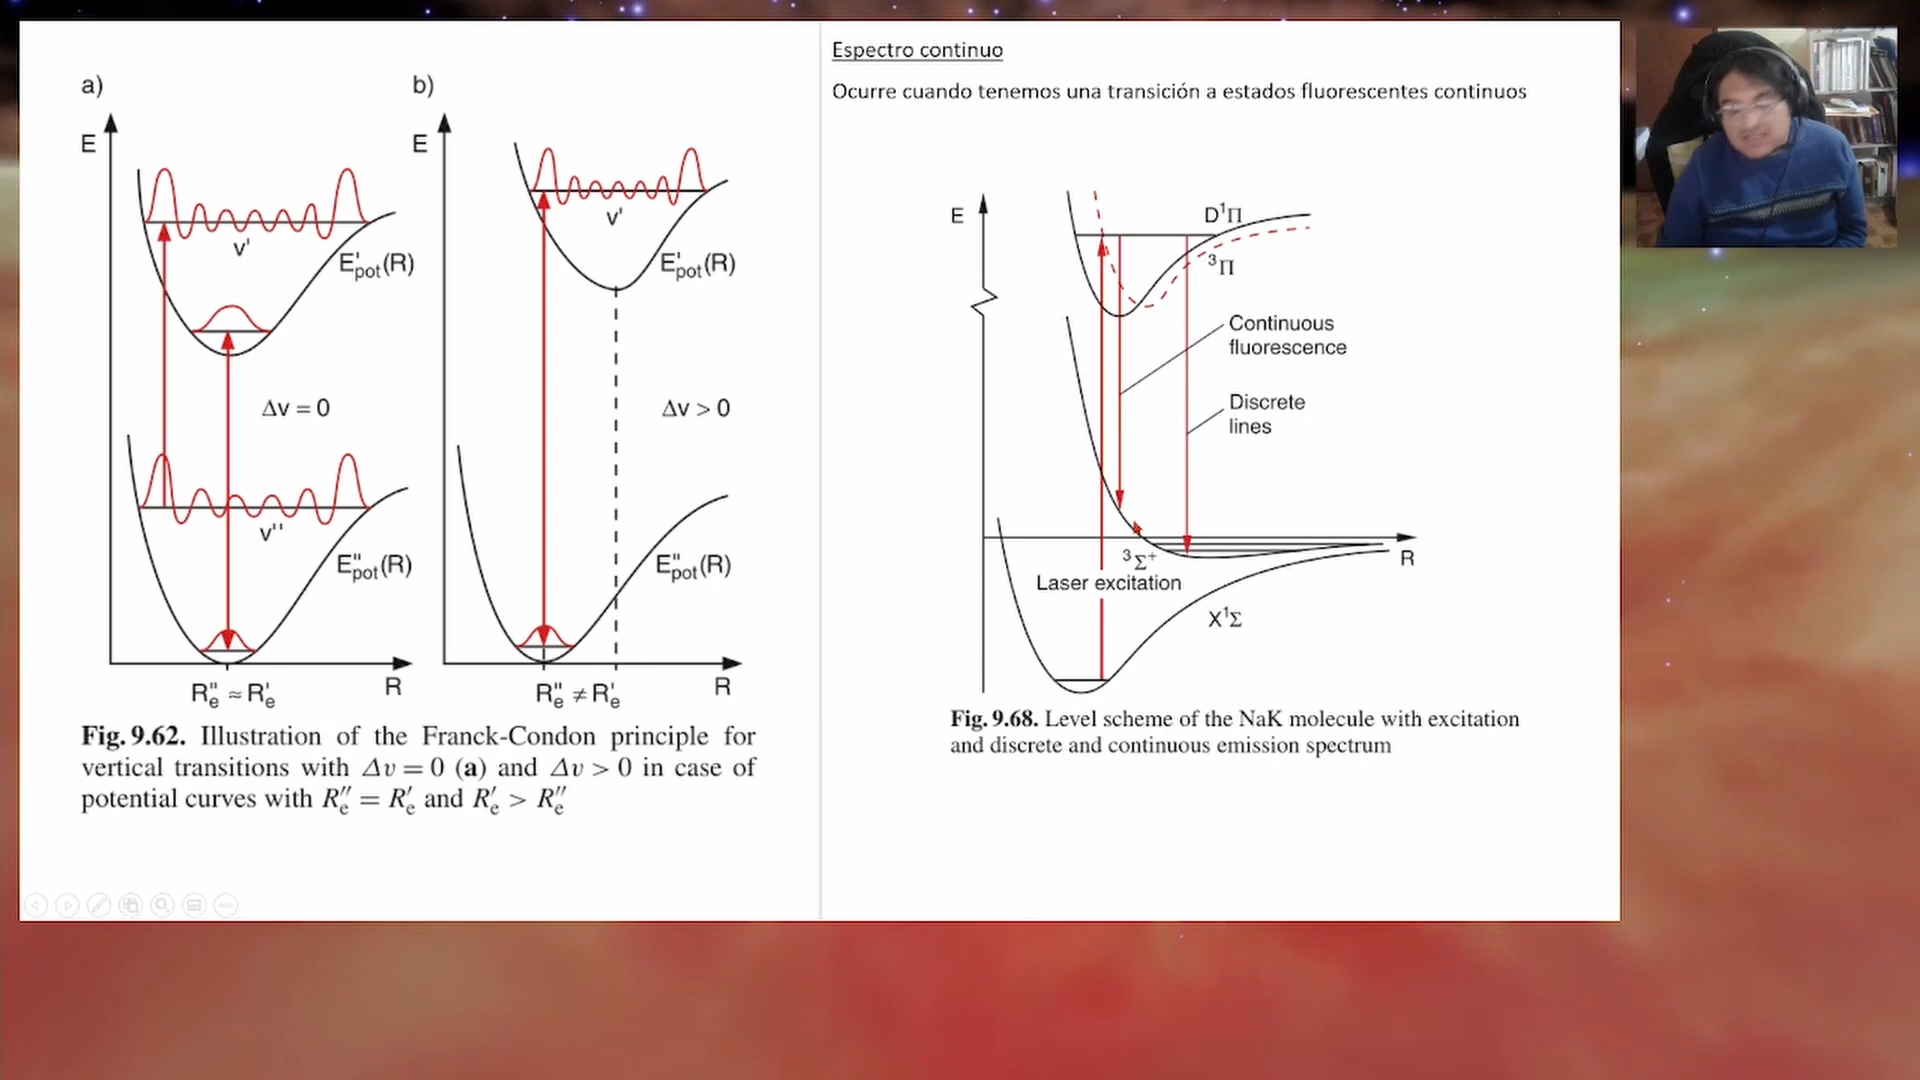 a)
E
v'
E'pot(R)
Δv = 0
v''
E''pot(R)
R''e ≈ R'e
R
b)
E
v'
E'pot(R)
Δv > 0
E''pot(R)
R''e ≠ R'e
R
Fig. 9.62. Illustration of the Franck-Condon principle for
vertical transitions with Δv = 0 (a) and Δv > 0 in case of
potential curves with R''e = R'e and R'e > R''e
Espectro continuo
Ocurre cuando tenemos una transición a estados fluorescentes continuos
E
D¹Π
³Π
Continuous
fluorescence
Discrete
lines
³Σ⁺
R
Laser excitation
X¹Σ
Fig. 9.68. Level scheme of the NaK molecule with excitation
and discrete and continuous emission spectrum